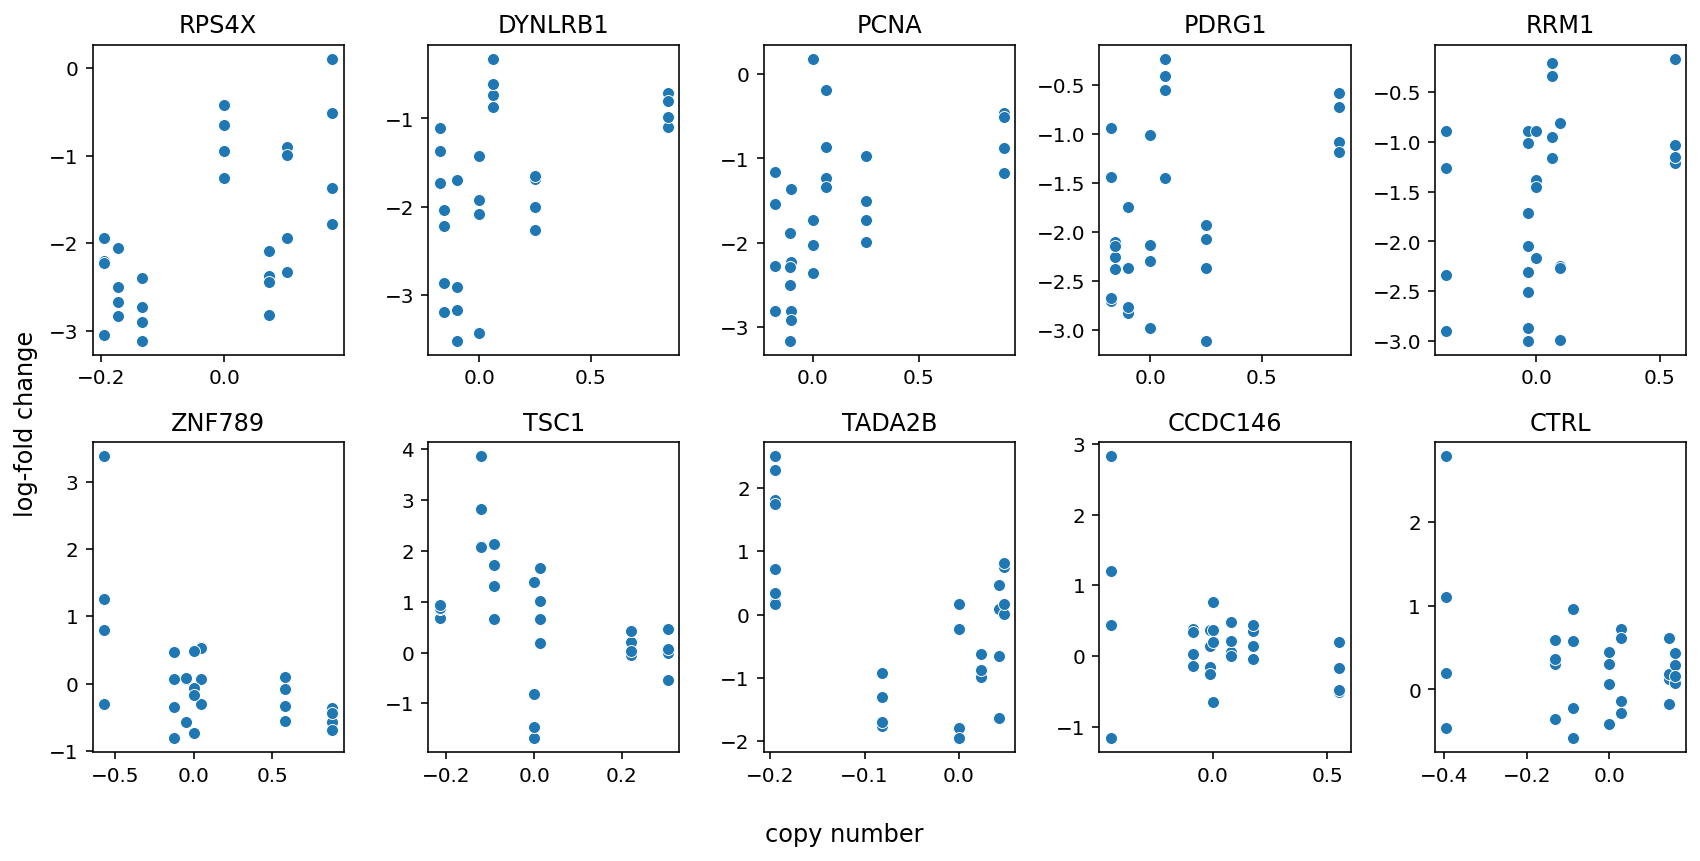 RPS4X DYNLRB1 PCNA PDRG1 RRM1
0 −1 −2 −3
−0.2 0.0
−1 −2 −3
0.0 0.5
0 −1 −2 −3
0.0 0.5
−0.5 −1.0 −1.5 −2.0 −2.5 −3.0
0.0 0.5
−0.5 −1.0 −1.5 −2.0 −2.5 −3.0
0.0 0.5
log-fold change
ZNF789 TSC1 TADA2B CCDC146 CTRL
3 2 1 0 −1
−0.5 0.0 0.5
4 3 2 1 0 −1
−0.2 0.0 0.2
2 1 0 −1 −2
−0.2 −0.1 0.0
3 2 1 0 −1
0.0 0.5
2 1 0
−0.4 −0.2 0.0
copy number